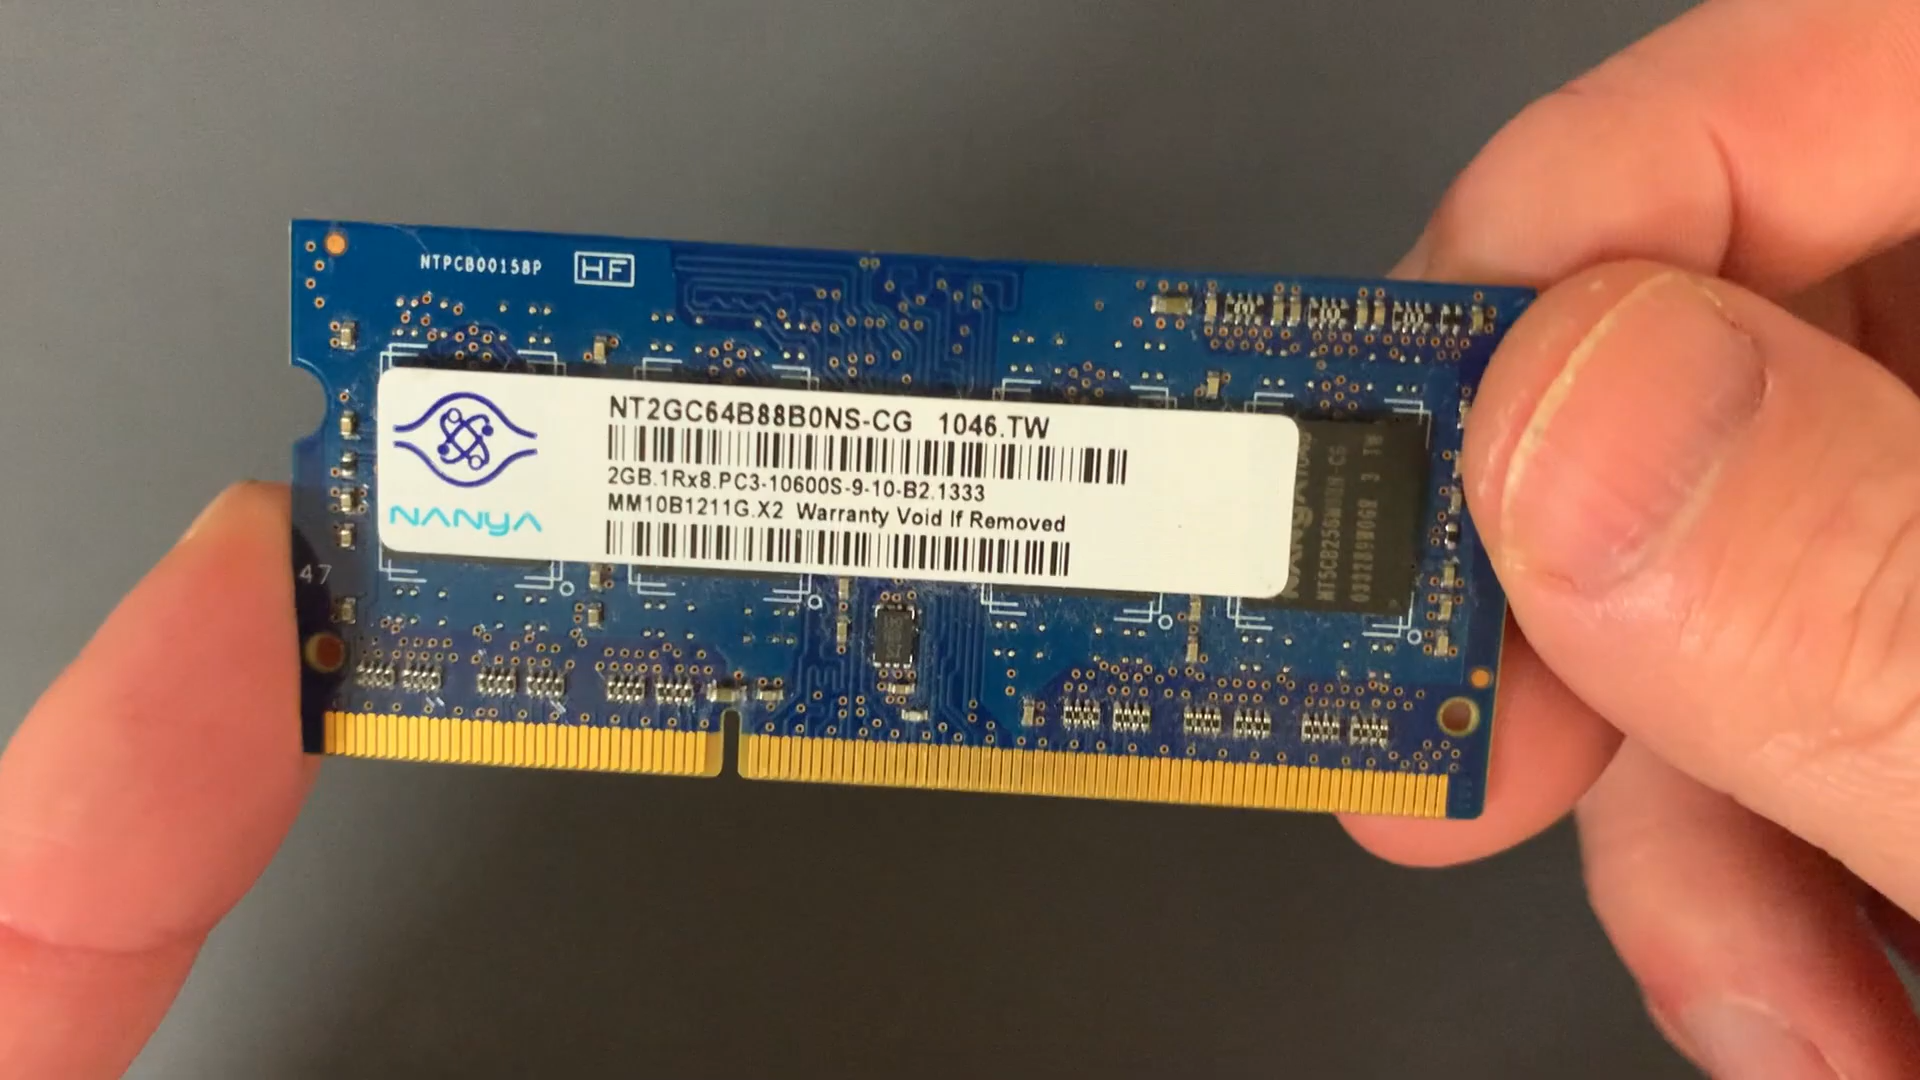 NTPCB00158P HF
NT2GC64B88B0NS-CG 1046.TW
2GB.1Rx8.PC3-10600S-9-10-B2.1333
MM10B1211G.X2 Warranty Void If Removed
NANYA
47